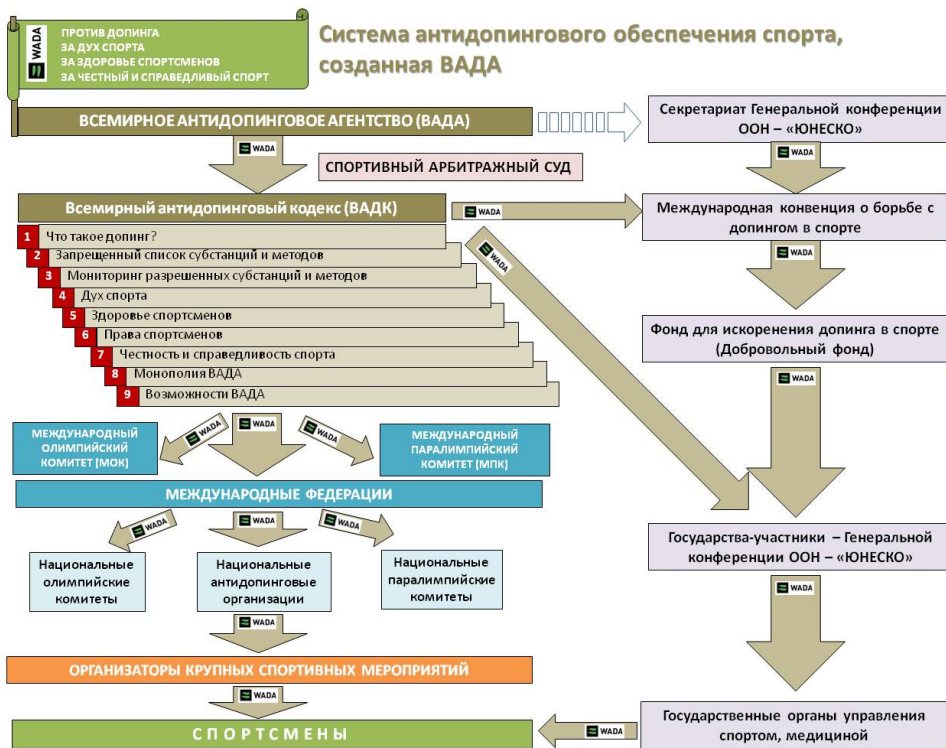 WADA
ПРОТИВ ДОПИНГА
ЗА ДУХ СПОРТА
ЗА ЗДОРОВЬЕ СПОРТСМЕНОВ
ЗА ЧЕСТНЫЙ И СПРАВЕДЛИВЫЙ СПОРТ
Система антидопингового обеспечения спорта,
созданная ВАДА
ВСЕМИРНОЕ АНТИДОПИНГОВОЕ АГЕНТСТВО (ВАДА)
Секретариат Генеральной конференции
ООН – «ЮНЕСКО»
WADA
WADA
СПОРТИВНЫЙ АРБИТРАЖНЫЙ СУД
Всемирный антидопинговый кодекс (ВАДК)
WADA
Международная конвенция о борьбе с
допингом в спорте
1 Что такое допинг?
2 Запрещенный список субстанций и методов
3 Мониторинг разрешенных субстанций и методов
4 Дух спорта
5 Здоровье спортсменов
6 Права спортсменов
7 Честность и справедливость спорта
8 Монополия ВАДА
9 Возможности ВАДА
WADA
WADA
Фонд для искоренения допинга в спорте
(Добровольный фонд)
WADA
WADA
WADA
WADA
МЕЖДУНАРОДНЫЙ
ОЛИМПИЙСКИЙ
КОМИТЕТ (МОК)
МЕЖДУНАРОДНЫЙ
ПАРАЛИМПИЙСКИЙ
КОМИТЕТ (МПК)
МЕЖДУНАРОДНЫЕ ФЕДЕРАЦИИ
WADA
WADA
WADA
Государства-участники – Генеральной
конференции ООН – «ЮНЕСКО»
Национальные
олимпийские
комитеты
Национальные
антидопинговые
организации
Национальные
паралимпийские
комитеты
WADA
WADA
ОРГАНИЗАТОРЫ КРУПНЫХ СПОРТИВНЫХ МЕРОПРИЯТИЙ
WADA
СПОРТСМЕНЫ
WADA
Государственные органы управления
спортом, медициной